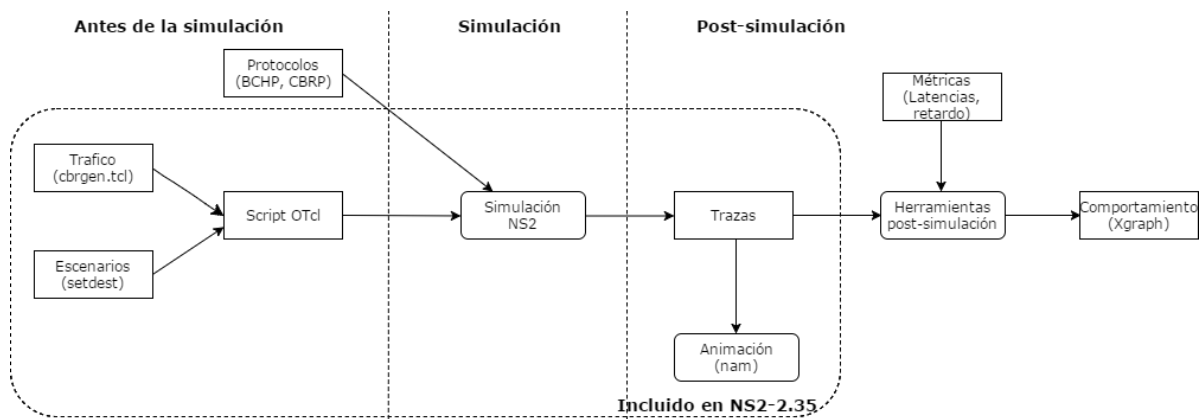 Antes de la simulación
Simulación
Post-simulación
Protocolos
(BCHP, CBRP)
Métricas
(Latencias,
retardo)
Trafico
(cbrgen.tcl)
Script OTcl
Simulación
NS2
Trazas
Herramientas
post-simulación
Comportamiento
(Xgraph)
Escenarios
(setdest)
Animación
(nam)
Incluido en NS2-2.35